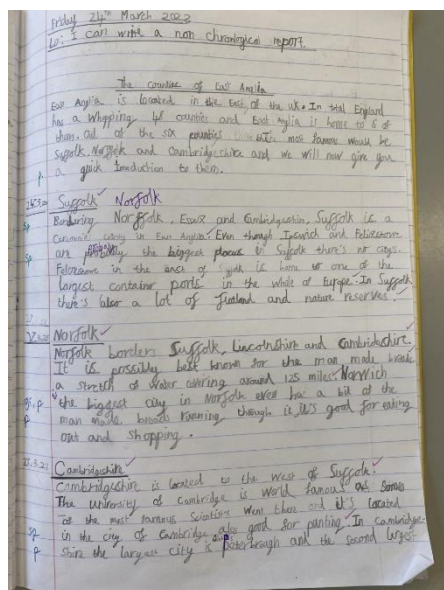 Friday 24th March 2023
Lo: I can write a non chronological report.
The counties of East Anglia
East Anglia is located in the East of the UK. In total England
has a whopping 48 counties and East Anglia is home to 6 of
them. Out of the six counties the most famous would be
Suffolk, Norfolk and Cambridgeshire and we will now give you
a quick to them.
Suffolk Norfolk
Bordering Norfolk, Essex and Cambridgeshire, Suffolk is a
county in East Anglia. Even though Ipswich and Felixstowe
are the biggest places in Suffolk there's no citys.
Felixstowe in the east of is home to one of the
largest container ports in the whole of Europe. In Suffolk
there's also a lot of and nature reserves.
Norfolk
Norfolk borders Suffolk, Lincolnshire and Cambridgeshire.
It is possibly best known for the man made
a stretch of water covering around 125 miles. Norwich
the biggest city in Norfolk even has a bit of the
man made broads running though it. It's good for eating
out and shopping.
Cambridgeshire
Cambridgeshire is located to the West of Suffolk.
The university of Cambridge is World famous as some
of the most famous Scientists Went there and it's located
in the city of Cambridge also good for punting. In Cambridge-
shire the largest city is and the second largest